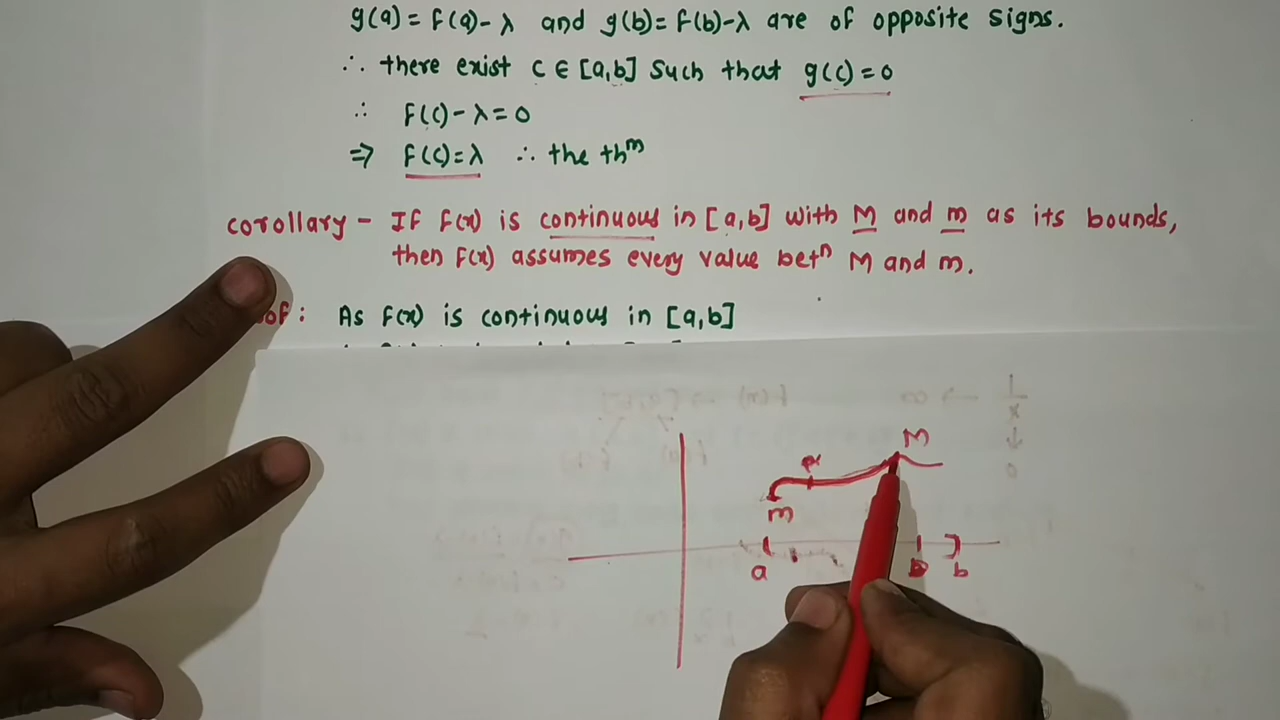 g(a) = f(a) - λ and g(b) = f(b) - λ are of opposite signs.
∴ there exist c ∈ [a,b] such that g(c) = 0
∴ f(c) - λ = 0
⇒ f(c) = λ ∴ the thᵐ
corollary - If f(x) is continuous in [a,b] with M and m as its bounds,
then f(x) assumes every value betⁿ M and m.
of : As f(x) is continuous in [a,b]
M
m
a b